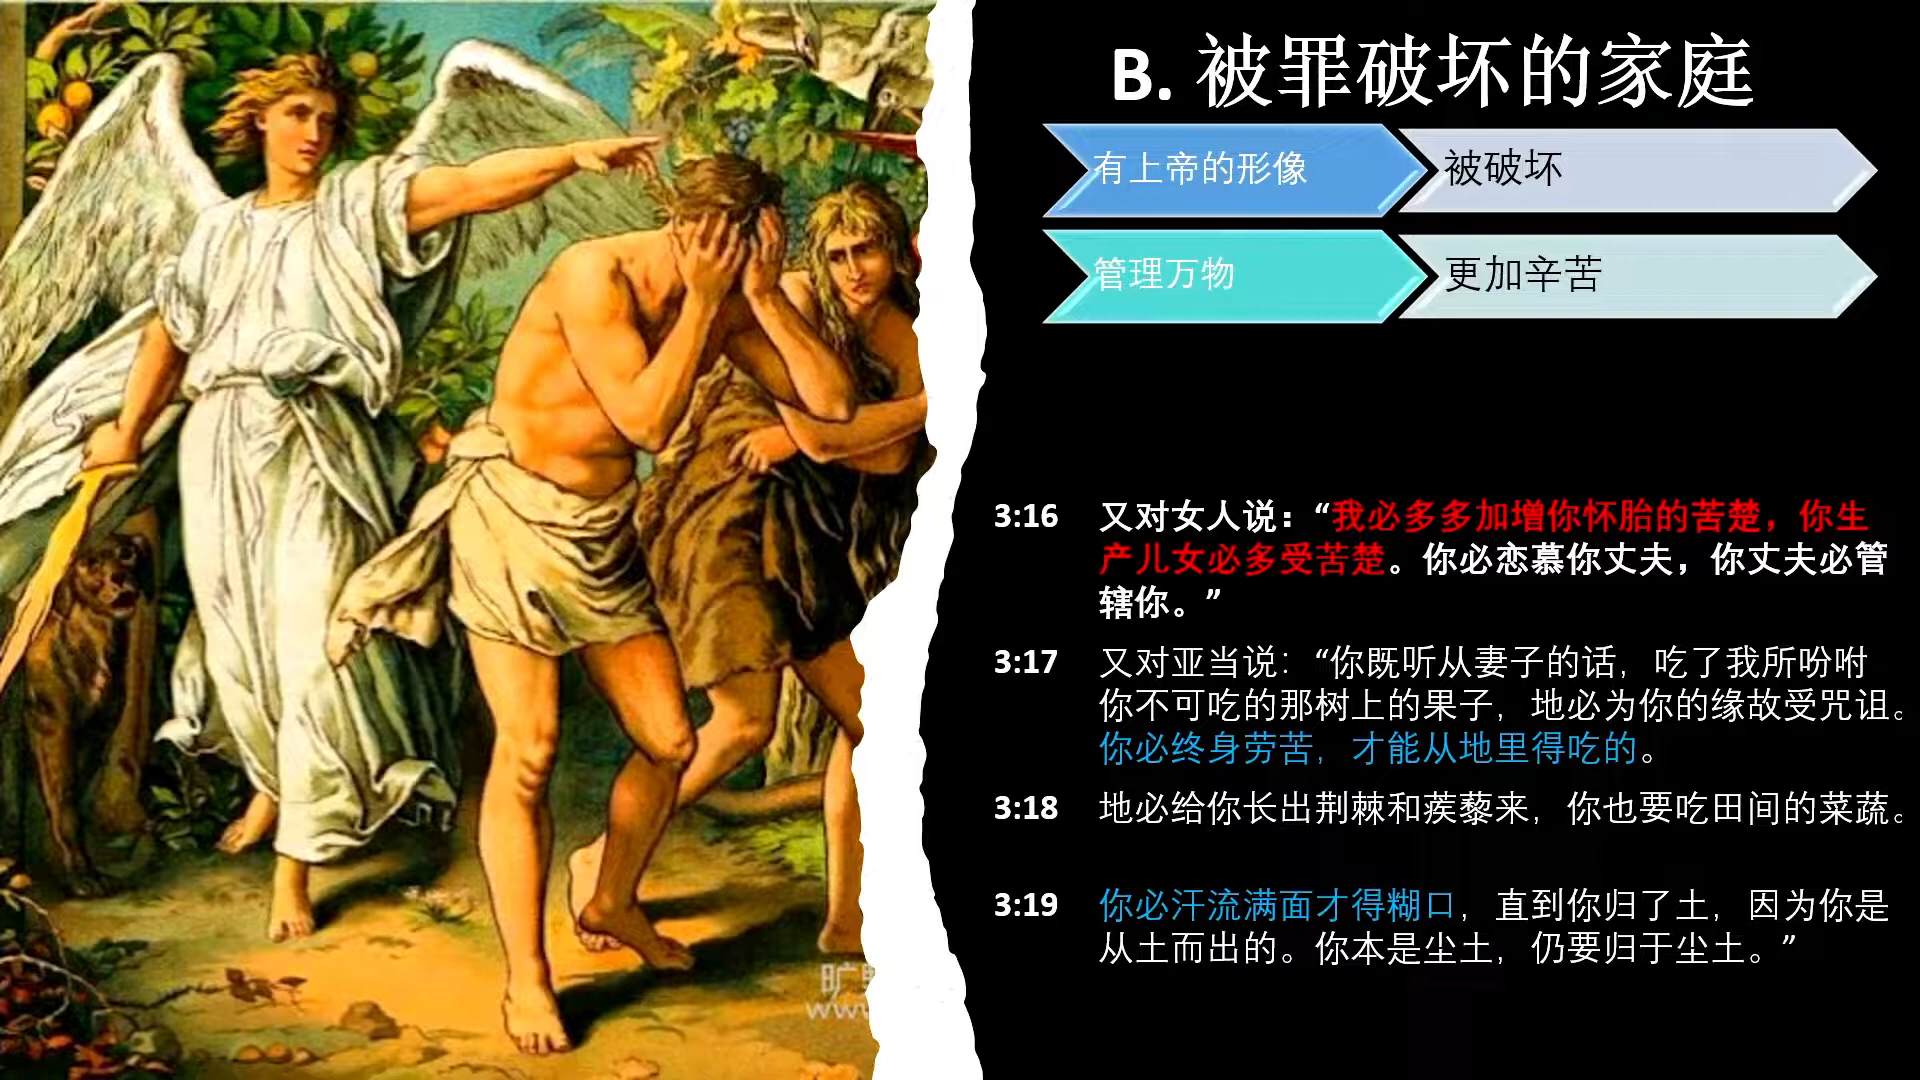 B. 被罪破坏的家庭
有上帝的形像
被破坏
管理万物
更加辛苦
3:16 又对女人说：“我必多多加增你怀胎的苦楚，你生
产儿女必多受苦楚。你必恋慕你丈夫，你丈夫必管
辖你。”
3:17 又对亚当说：“你既听从妻子的话，吃了我所吩咐
你不可吃的那树上的果子，地必为你的缘故受咒诅。
你必终身劳苦，才能从地里得吃的。
3:18 地必给你长出荆棘和蒺藜来，你也要吃田间的菜蔬。
3:19 你必汗流满面才得糊口，直到你归了土，因为你是
从土而出的。你本是尘土，仍要归于尘土。”
旷
www